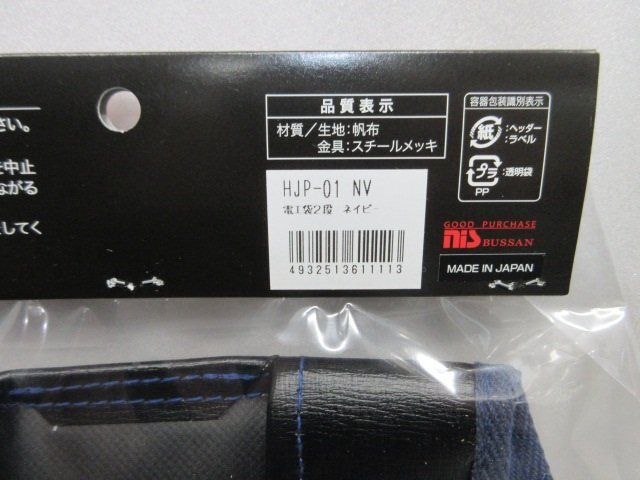 さい。
を中止
ながる
してく
品質表示
材質／生地：帆布
金具：スチールメッキ
容器包装識別表示
紙
：ヘッダー
・ラベル
プラ
：透明袋
PP
HJP-01 NV
電工袋2段 ネイビー
4932513611113
GOOD PURCHASE
nis BUSSAN
MADE IN JAPAN